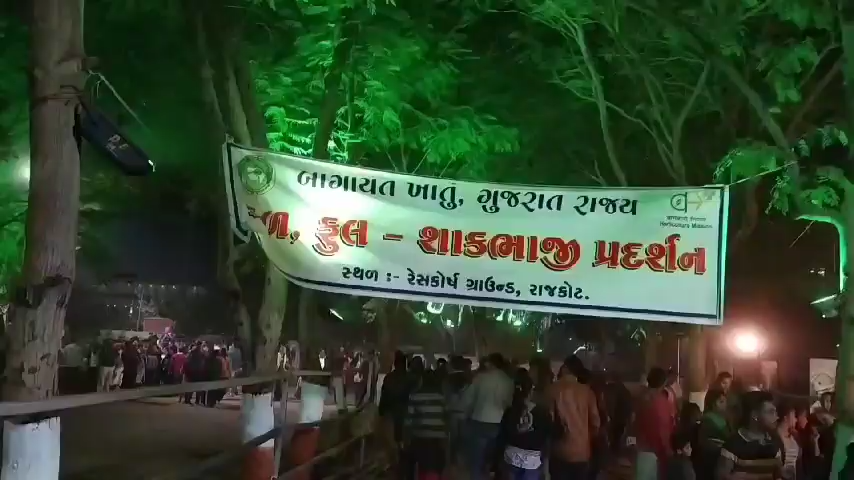 બાગાયત ખાતું, ગુજરાત રાજ્ય
ફુલ - શાકભાજી પ્રદર્શન
સ્થળ :- રેસકોર્ષ ગ્રાઉન્ડ, રાજકોટ.
Horticulture Mission